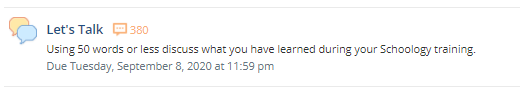 Let's Talk 380
Using 50 words or less discuss what you have learned during your Schoology training.
Due Tuesday, September 8, 2020 at 11:59 pm